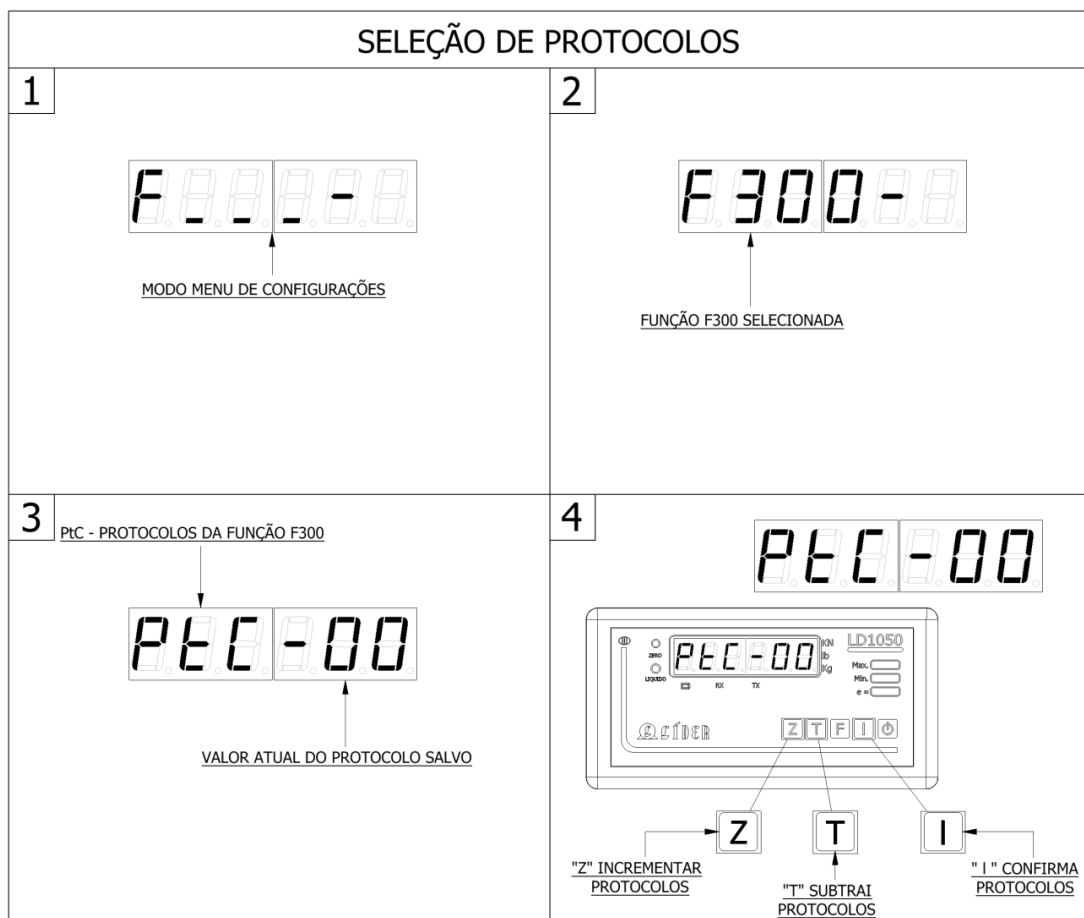 SELEÇÃO DE PROTOCOLOS
1
F _ _ _ -
MODO MENU DE CONFIGURAÇÕES
2
F300-
FUNÇÃO F300 SELECIONADA
3
PtC - PROTOCOLOS DA FUNÇÃO F300
PtC-00
VALOR ATUAL DO PROTOCOLO SALVO
4
PtC-00
LD1050
ZERO
LIQUIDO
PtC-00
KN
lb
Kg
RX TX
Max.
Min.
e =
LÍDER
Z T F I
Z T I
"Z" INCREMENTAR
PROTOCOLOS
"T" SUBTRAI
PROTOCOLOS
" I " CONFIRMA
PROTOCOLOS